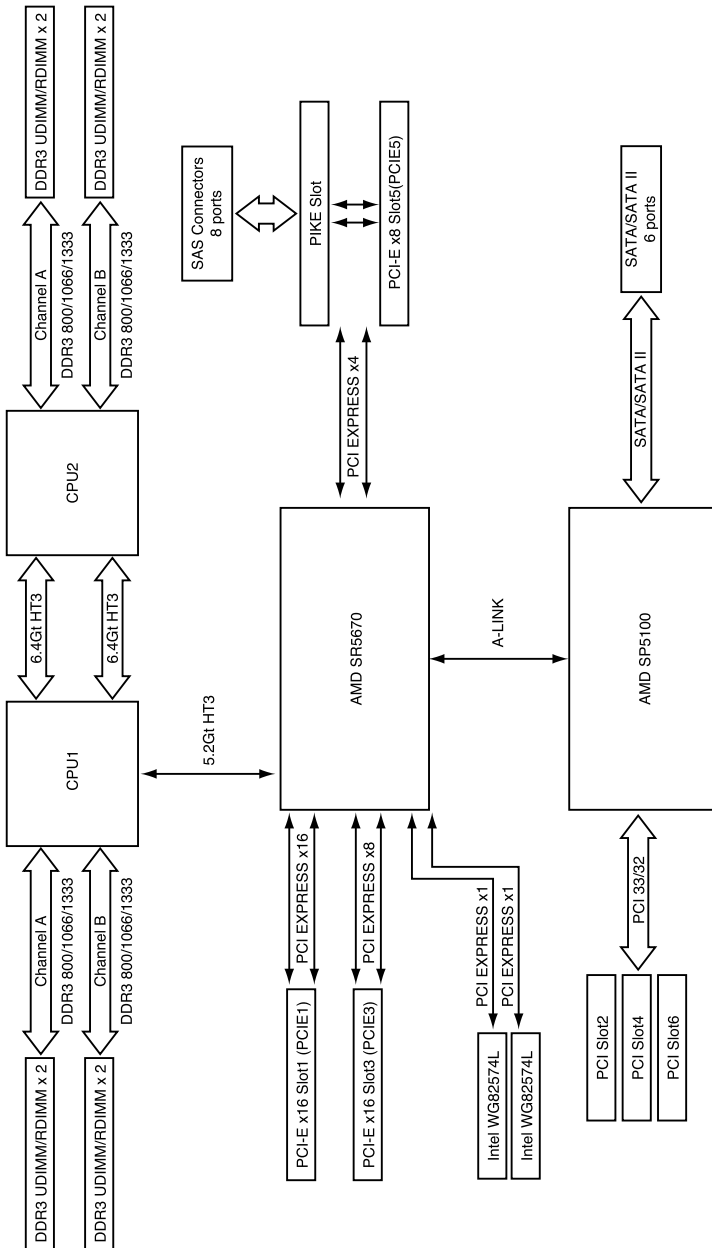 DDR3 UDIMM/RDIMM x 2
DDR3 UDIMM/RDIMM x 2
Channel A
DDR3 800/1066/1333
Channel B
DDR3 800/1066/1333
CPU1
6.4Gt HT3
6.4Gt HT3
CPU2
Channel A
DDR3 800/1066/1333
Channel B
DDR3 800/1066/1333
DDR3 UDIMM/RDIMM x 2
DDR3 UDIMM/RDIMM x 2
5.2Gt HT3
SAS Connectors
8 ports
PIKE Slot
PCI-E x8 Slot5(PCIE5)
PCI EXPRESS x4
AMD SR5670
PCI EXPRESS x16
PCI-E x16 Slot1 (PCIE1)
PCI EXPRESS x8
PCI-E x16 Slot3 (PCIE3)
PCI EXPRESS x1
PCI EXPRESS x1
Intel WG82574L
Intel WG82574L
A-LINK
AMD SP5100
PCI 33/32
PCI Slot2
PCI Slot4
PCI Slot6
SATA/SATA II
SATA/SATA II
6 ports